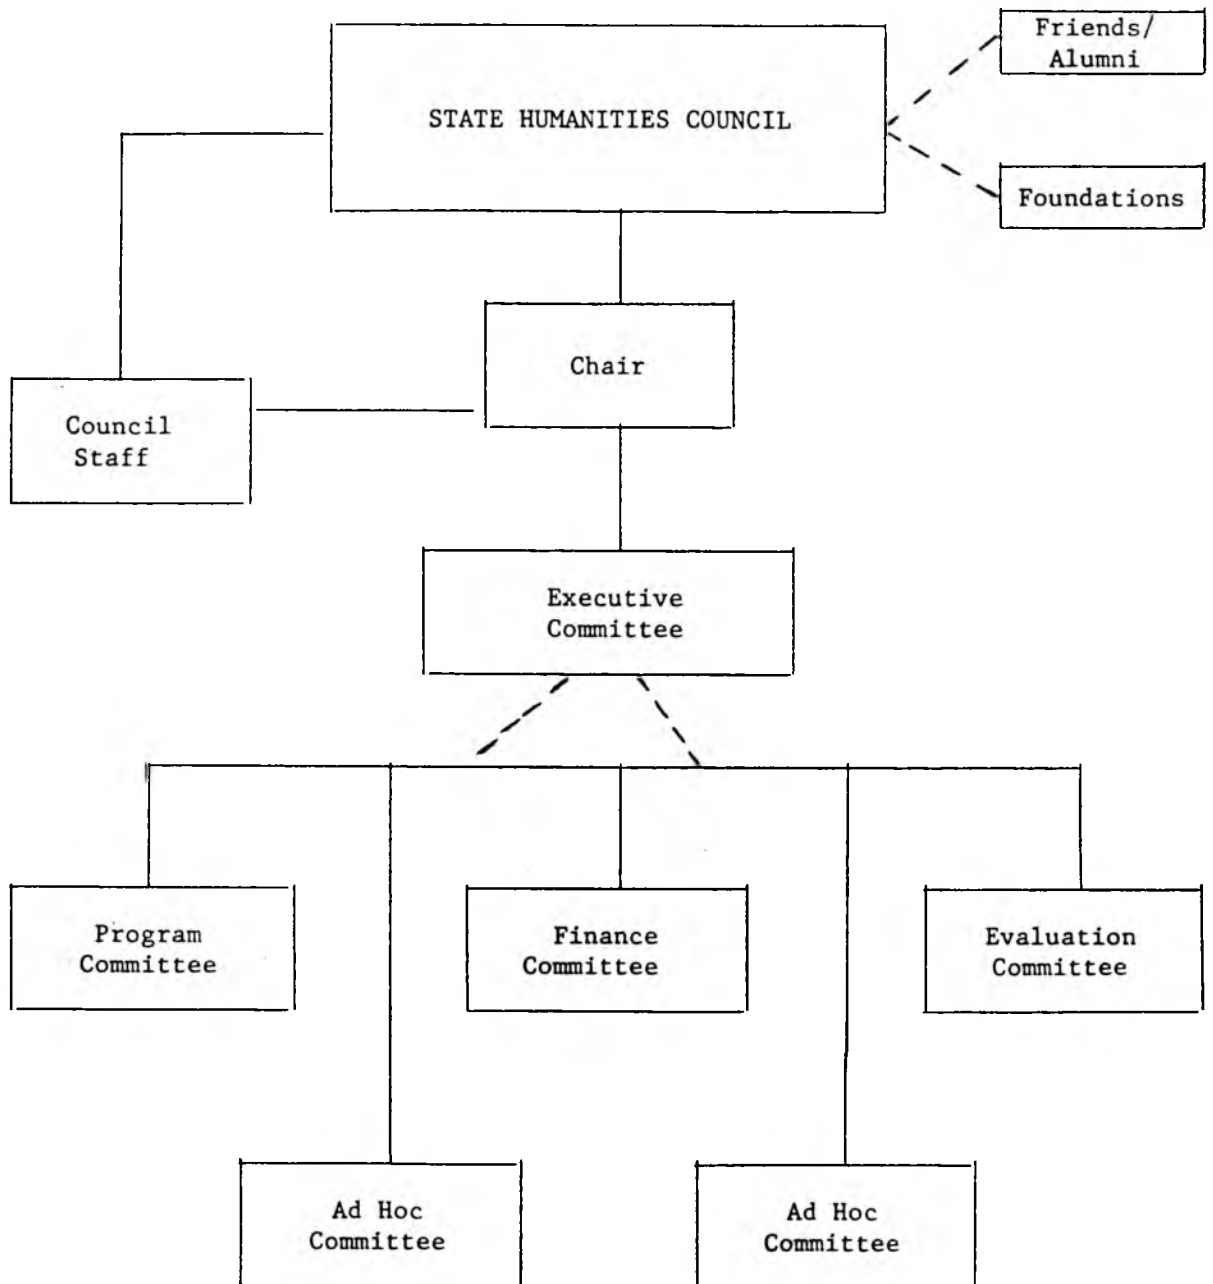 Friends/
Alumni
STATE HUMANITIES COUNCIL
Foundations
Chair
Council
Staff
Executive
Committee
Program
Committee
Finance
Committee
Evaluation
Committee
Ad Hoc
Committee
Ad Hoc
Committee